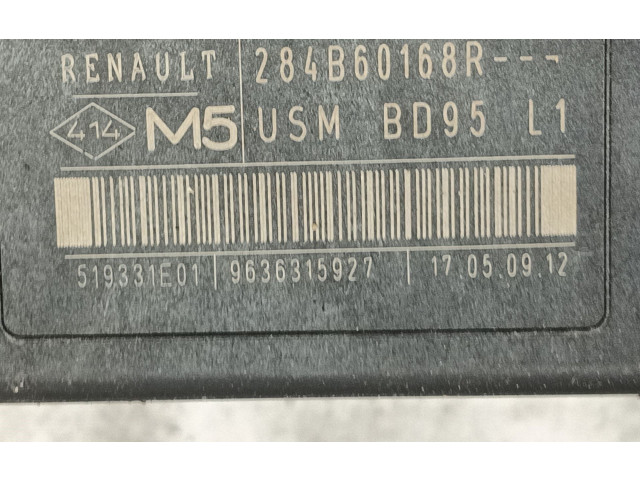 RENAULT 284B60168R---
414 M5 USM BD95 L1
519331E01 9636315927 17.05.09.12